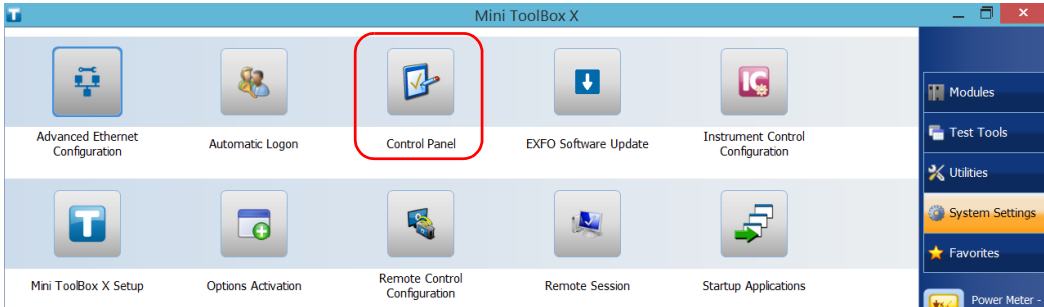 Mini ToolBox X
Advanced Ethernet
Configuration
Automatic Logon
Control Panel
EXFO Software Update
Instrument Control
Configuration
Mini ToolBox X Setup
Options Activation
Remote Control
Configuration
Remote Session
Startup Applications
Modules
Test Tools
Utilities
System Settings
Favorites
Power Meter -